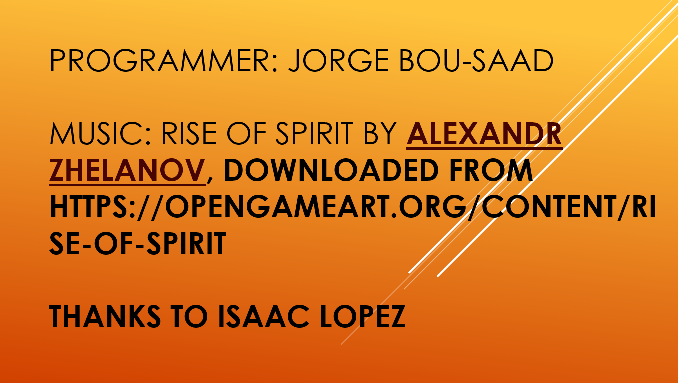 PROGRAMMER: JORGE BOU-SAAD
MUSIC: RISE OF SPIRIT BY ALEXANDR
ZHELANOV, DOWNLOADED FROM
HTTPS://OPENGAMEART.ORG/CONTENT/RI
SE-OF-SPIRIT
THANKS TO ISAAC LOPEZ